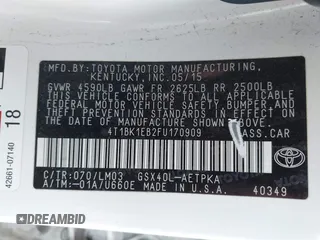 MFD. BY: TOYOTA MOTOR MANUFACTURING,
KENTUCKY, INC. 05/15
GVWR 4590LB GAWR FR 2625LB RR 2500LB
THIS VEHICLE CONFORMS TO ALL APPLICABLE
FEDERAL MOTOR VEHICLE SAFETY, BUMPER, AND
THEFT PREVENTION STANDARDS IN EFFECT ON
THE DATE OF MANUFACTURE SHOWN ABOVE.
4T1BK1EB2FU170909
PASS.CAR
C/TR:070/LM03 GSX40L-AETPKA
A/TM:-01A/U660E MADE IN U.S.A.
40349
TOYOTA
42661-07140
18
© DRIVEBIDRIDE.COM